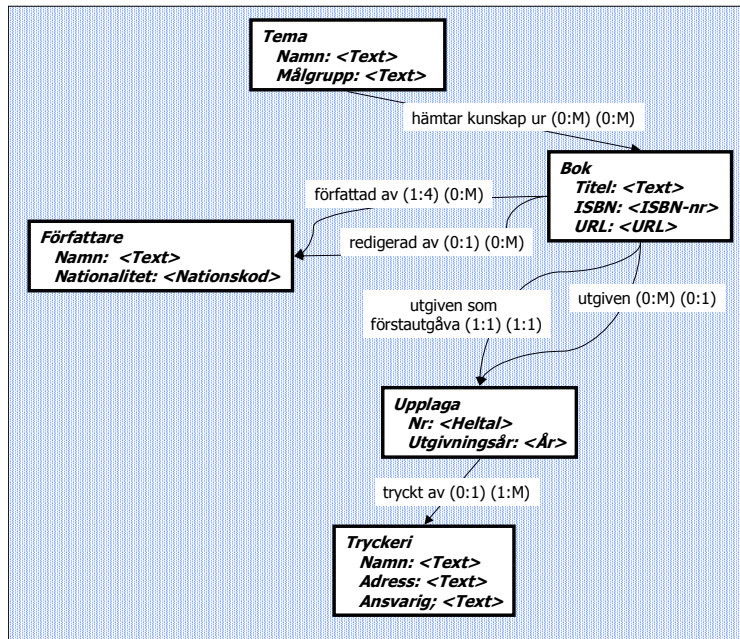 Tema
Namn: <Text>
Målgrupp: <Text>
hämtar kunskap ur (0:M) (0:M)
Bok
Titel: <Text>
ISBN: <ISBN-nr>
URL: <URL>
författad av (1:4) (0:M)
Författare
Namn: <Text>
Nationalitet: <Nationskod>
redigerad av (0:1) (0:M)
utgiven som
förstautgåva (1:1) (1:1)
utgiven (0:M) (0:1)
Upplaga
Nr: <Heltal>
Utgivningsår: <År>
tryckt av (0:1) (1:M)
Tryckeri
Namn: <Text>
Adress: <Text>
Ansvarig; <Text>